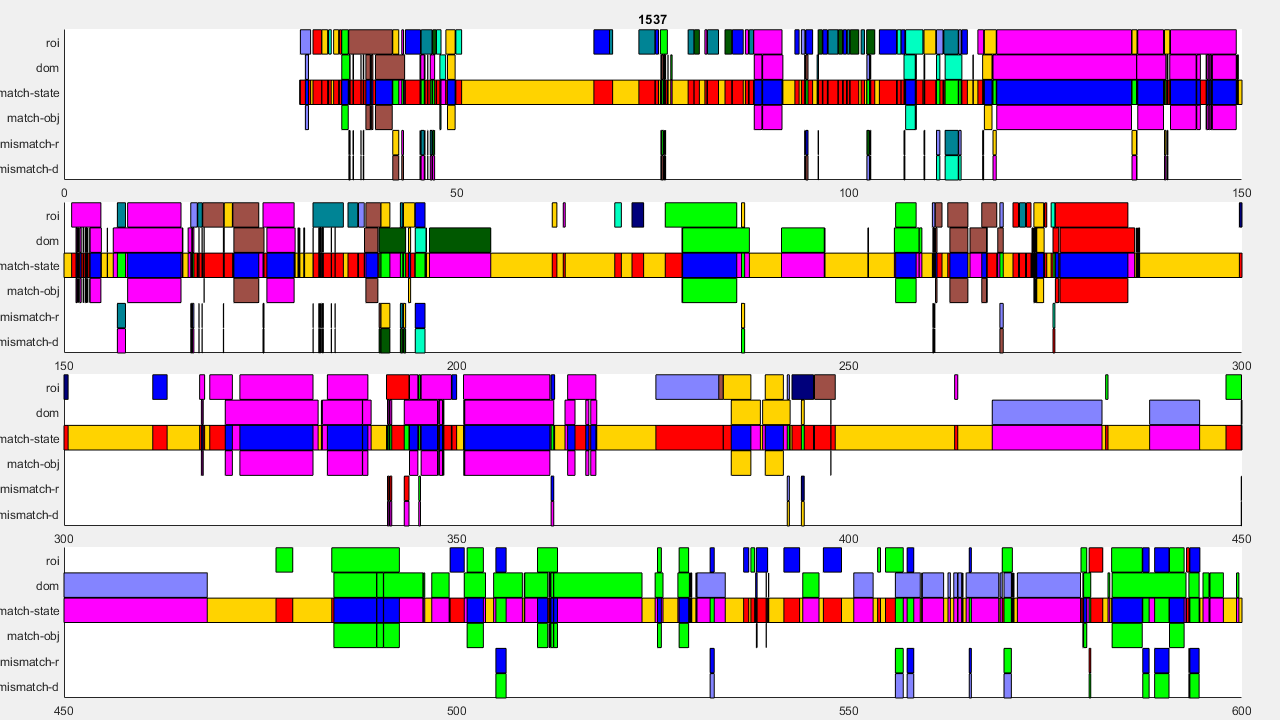 1537
roi
dom
match-state
match-obj
mismatch-r
mismatch-d
0 50 100 150
roi
dom
match-state
match-obj
mismatch-r
mismatch-d
150 200 250 300
roi
dom
match-state
match-obj
mismatch-r
mismatch-d
300 350 400 450
roi
dom
match-state
match-obj
mismatch-r
mismatch-d
450 500 550 600